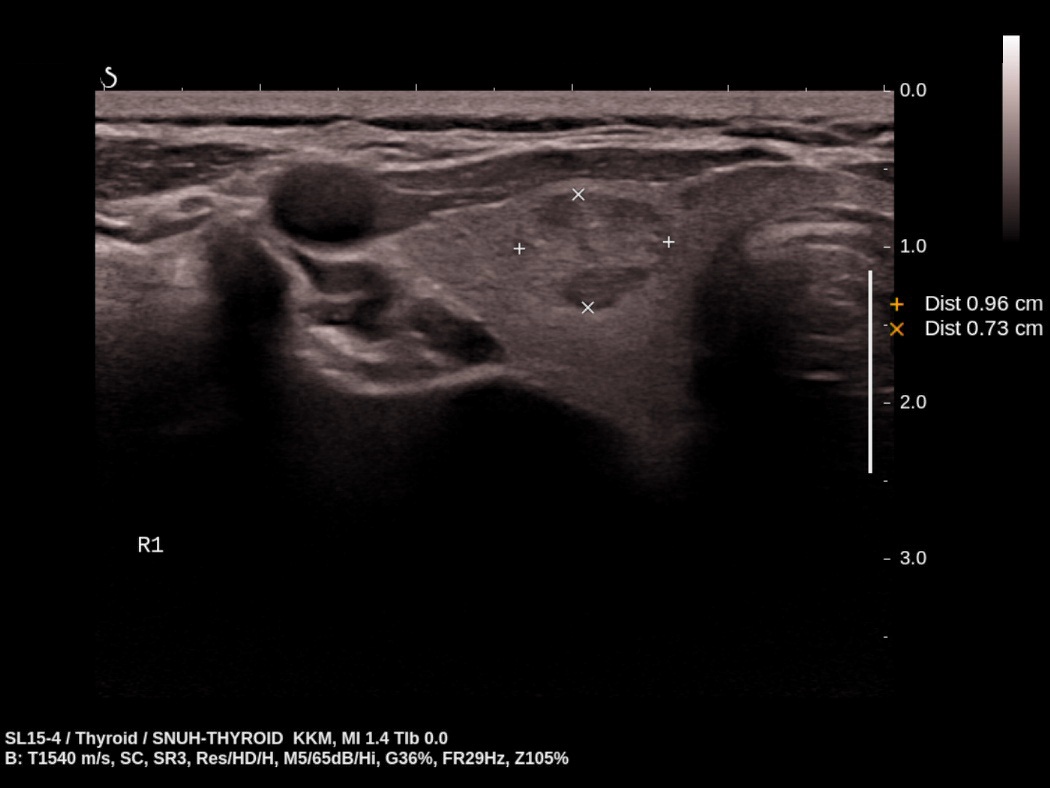 0.0
1.0
+ Dist 0.96 cm
× Dist 0.73 cm
2.0
R1
3.0
SL15-4 / Thyroid / SNUH-THYROID KKM, MI 1.4 TIb 0.0
B: T1540 m/s, SC, SR3, Res/HD/H, M5/65dB/Hi, G36%, FR29Hz, Z105%